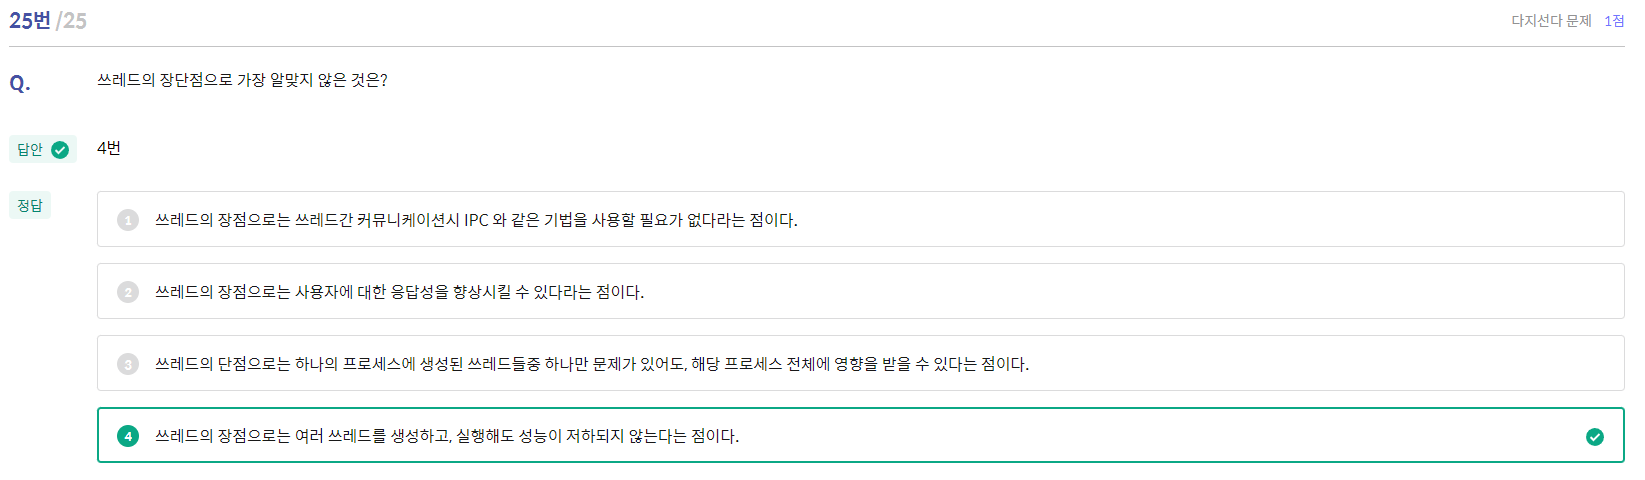 25번 /25
다지선다 문제 1점
Q. 쓰레드의 장단점으로 가장 알맞지 않은 것은?
답안 4번
정답
1 쓰레드의 장점으로는 쓰레드간 커뮤니케이션시 IPC 와 같은 기법을 사용할 필요가 없다라는 점이다.
2 쓰레드의 장점으로는 사용자에 대한 응답성을 향상시킬 수 있다라는 점이다.
3 쓰레드의 단점으로는 하나의 프로세스에 생성된 쓰레드들중 하나만 문제가 있어도, 해당 프로세스 전체에 영향을 받을 수 있다는 점이다.
4 쓰레드의 장점으로는 여러 쓰레드를 생성하고, 실행해도 성능이 저하되지 않는다는 점이다.